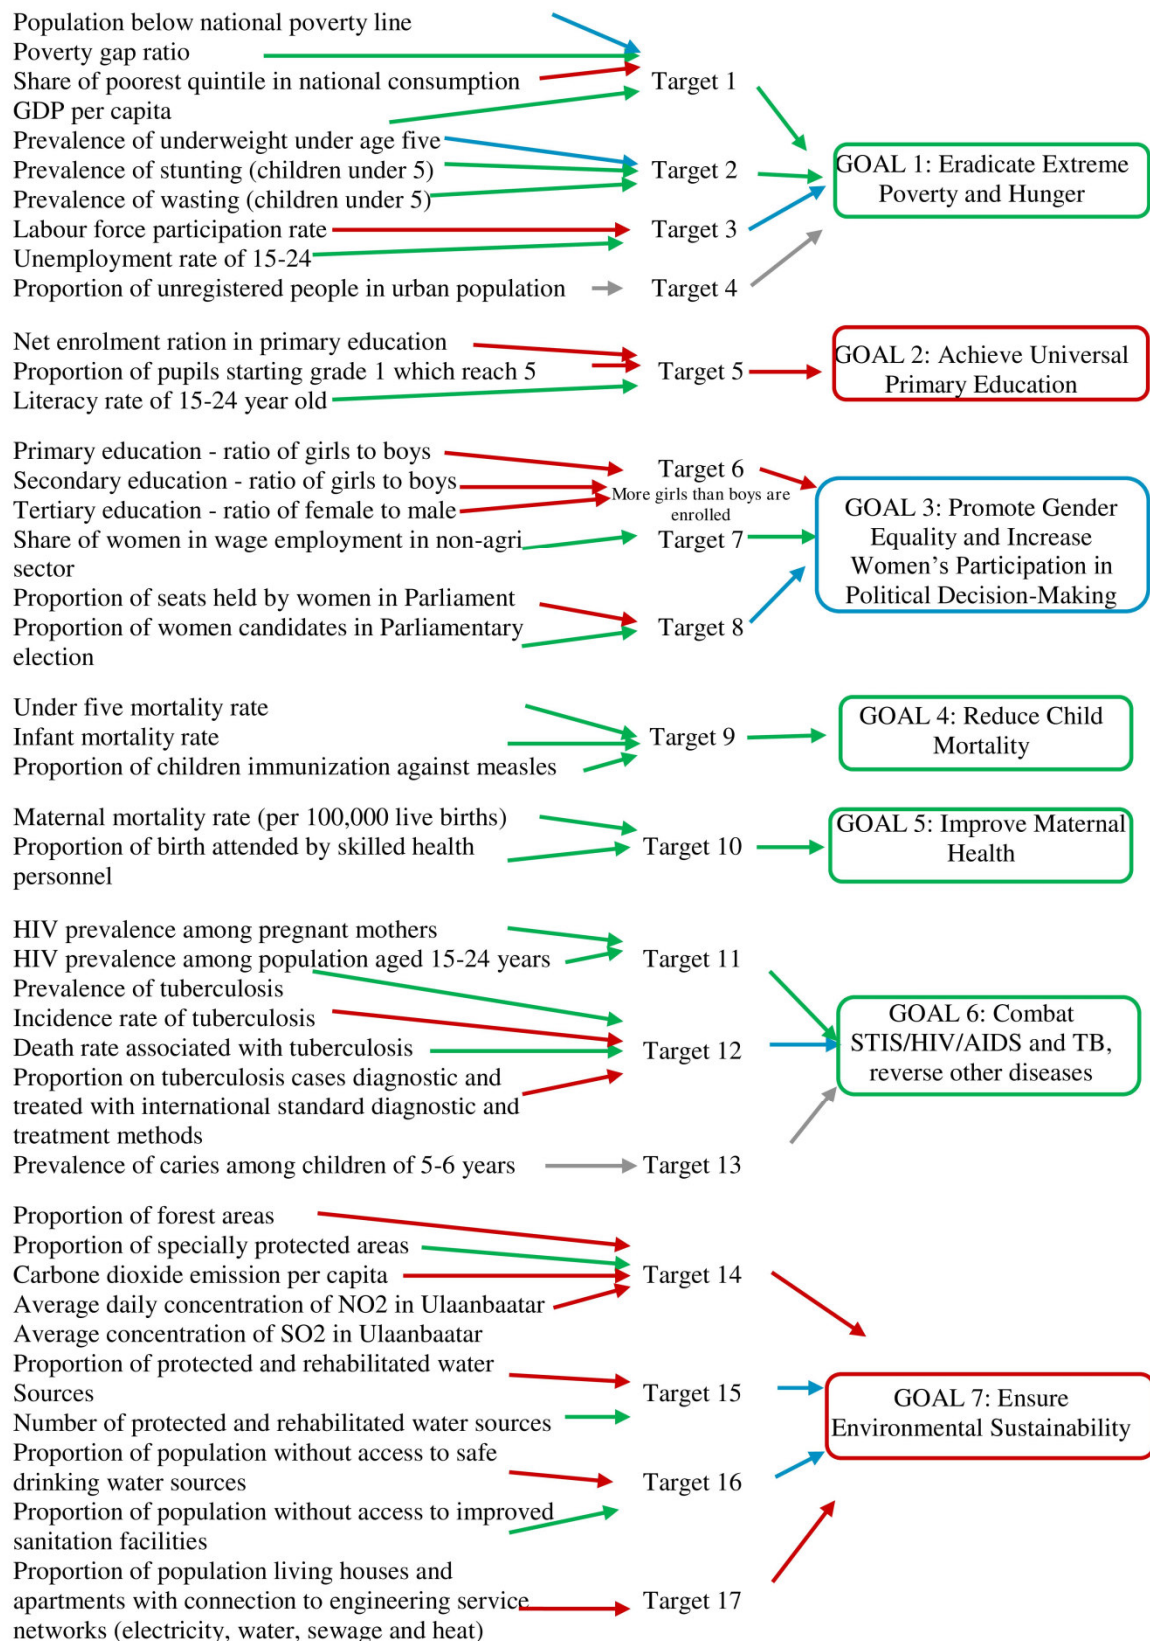 Population below national poverty line
Poverty gap ratio
Share of poorest quintile in national consumption
GDP per capita
Prevalence of underweight under age five
Prevalence of stunting (children under 5)
Prevalence of wasting (children under 5)
Labour force participation rate
Unemployment rate of 15-24
Proportion of unregistered people in urban population
Target 1
Target 2
Target 3
Target 4
GOAL 1: Eradicate Extreme
Poverty and Hunger
Net enrolment ration in primary education
Proportion of pupils starting grade 1 which reach 5
Literacy rate of 15-24 year old
Target 5
GOAL 2: Achieve Universal
Primary Education
Primary education - ratio of girls to boys
Secondary education - ratio of girls to boys
Tertiary education - ratio of female to male
Share of women in wage employment in non-agri
sector
Proportion of seats held by women in Parliament
Proportion of women candidates in Parliamentary
election
Target 6
More girls than boys are
enrolled
Target 7
Target 8
GOAL 3: Promote Gender
Equality and Increase
Women's Participation in
Political Decision-Making
Under five mortality rate
Infant mortality rate
Proportion of children immunization against measles
Target 9
GOAL 4: Reduce Child
Mortality
Maternal mortality rate (per 100,000 live births)
Proportion of birth attended by skilled health
personnel
Target 10
GOAL 5: Improve Maternal
Health
HIV prevalence among pregnant mothers
HIV prevalence among population aged 15-24 years
Prevalence of tuberculosis
Incidence rate of tuberculosis
Death rate associated with tuberculosis
Proportion on tuberculosis cases diagnostic and
treated with international standard diagnostic and
treatment methods
Prevalence of caries among children of 5-6 years
Target 11
Target 12
Target 13
GOAL 6: Combat
STIS/HIV/AIDS and TB,
reverse other diseases
Proportion of forest areas
Proportion of specially protected areas
Carbone dioxide emission per capita
Average daily concentration of NO2 in Ulaanbaatar
Average concentration of SO2 in Ulaanbaatar
Proportion of protected and rehabilitated water
Sources
Number of protected and rehabilitated water sources
Proportion of population without access to safe
drinking water sources
Proportion of population without access to improved
sanitation facilities
Proportion of population living houses and
apartments with connection to engineering service
networks (electricity, water, sewage and heat)
Target 14
Target 15
Target 16
Target 17
GOAL 7: Ensure
Environmental Sustainability